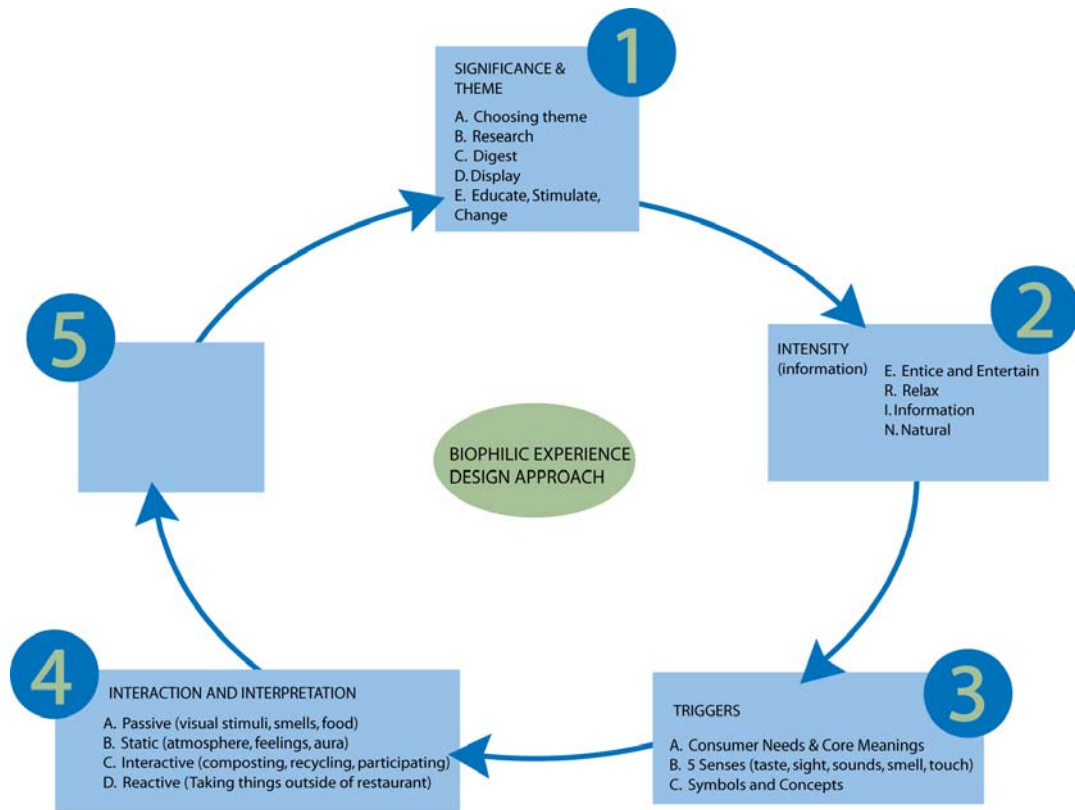 1
SIGNIFICANCE &
THEME
A. Choosing theme
B. Research
C. Digest
D. Display
E. Educate, Stimulate,
Change
2
INTENSITY
(information)
E. Entice and Entertain
R. Relax
I. Information
N. Natural
3
TRIGGERS
A. Consumer Needs & Core Meanings
B. 5 Senses (taste, sight, sounds, smell, touch)
C. Symbols and Concepts
4
INTERACTION AND INTERPRETATION
A. Passive (visual stimuli, smells, food)
B. Static (atmosphere, feelings, aura)
C. Interactive (composting, recycling, participating)
D. Reactive (Taking things outside of restaurant)
5
BIOPHILIC EXPERIENCE
DESIGN APPROACH